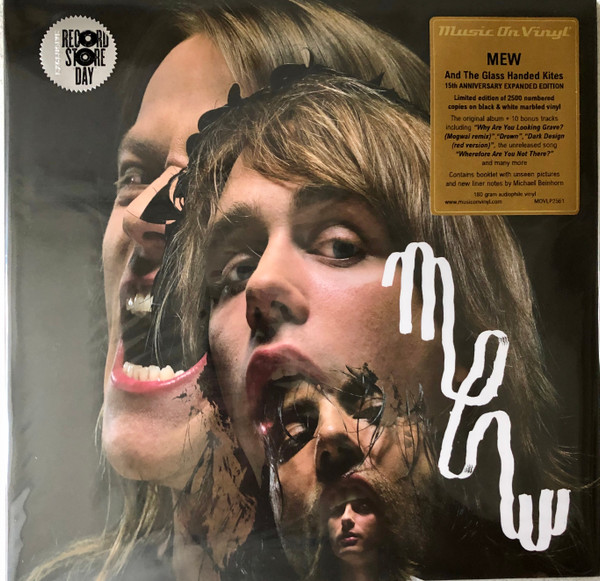 RECORD
STORE
DAY
Music On Vinyl
MEW
And The Glass Handed Kites
15th ANNIVERSARY EXPANDED EDITION
Limited edition of 2500 numbered
copies on black & white marbled vinyl
The original album + 10 bonus tracks
including "Why Are You Looking Grave?
(Mogwai remix)", "Drown", "Dark Design
(red version)", the unreleased song
"Wherefore Are You Not There?"
and many more
Contains booklet with unseen pictures
and new liner notes by Michael Beinhorn
180 gram audiophile vinyl
www.musiconvinyl.com
mew